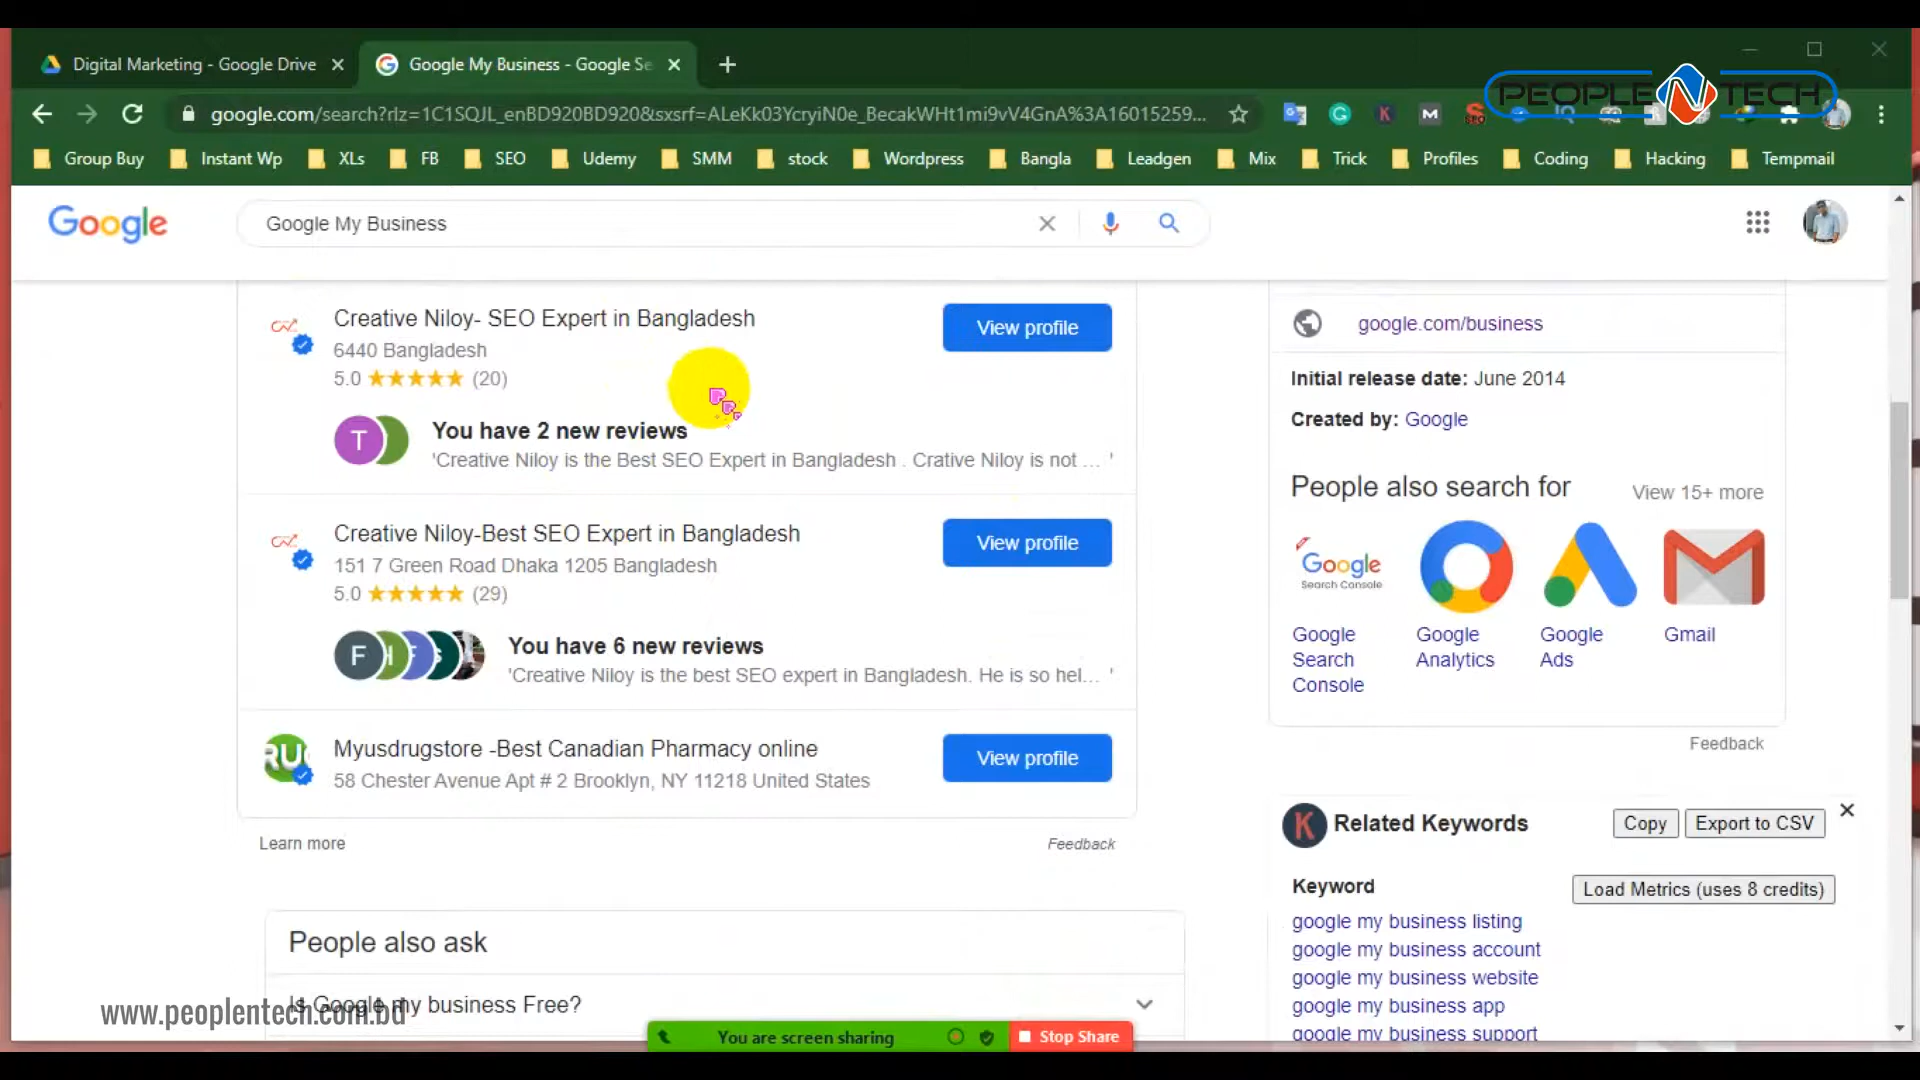 Digital Marketing - Google Drive
Google My Business - Google Se
PEOPLE N TECH
google.com/search?rlz=1C1SQJL_enBD920BD920&sxsrf=ALeKk03YcryiN0e_BecakWHt1mi9vV4GnA%3A16015259...
Group Buy Instant Wp XLs FB SEO Udemy SMM stock Wordpress Bangla Leadgen Mix Trick Profiles Coding Hacking Tempmail
Google
Google My Business
Creative Niloy- SEO Expert in Bangladesh
View profile
6440 Bangladesh
5.0 (20)
T
You have 2 new reviews
'Creative Niloy is the Best SEO Expert in Bangladesh . Crative Niloy is not ... '
Creative Niloy-Best SEO Expert in Bangladesh
View profile
151 7 Green Road Dhaka 1205 Bangladesh
5.0 (29)
F
You have 6 new reviews
'Creative Niloy is the best SEO expert in Bangladesh. He is so hel... '
RU
Myusdrugstore -Best Canadian Pharmacy online
View profile
58 Chester Avenue Apt # 2 Brooklyn, NY 11218 United States
Learn more
Feedback
People also ask
Is Google my business Free?
www.peoplentech.com.bd
You are screen sharing
Stop Share
google.com/business
Initial release date: June 2014
Created by: Google
People also search for
View 15+ more
Google
Search Console
Google Search Console
Google Analytics
Google Ads
Gmail
Feedback
K
Related Keywords
Copy
Export to CSV
Keyword
Load Metrics (uses 8 credits)
google my business listing
google my business account
google my business website
google my business app
google my business support